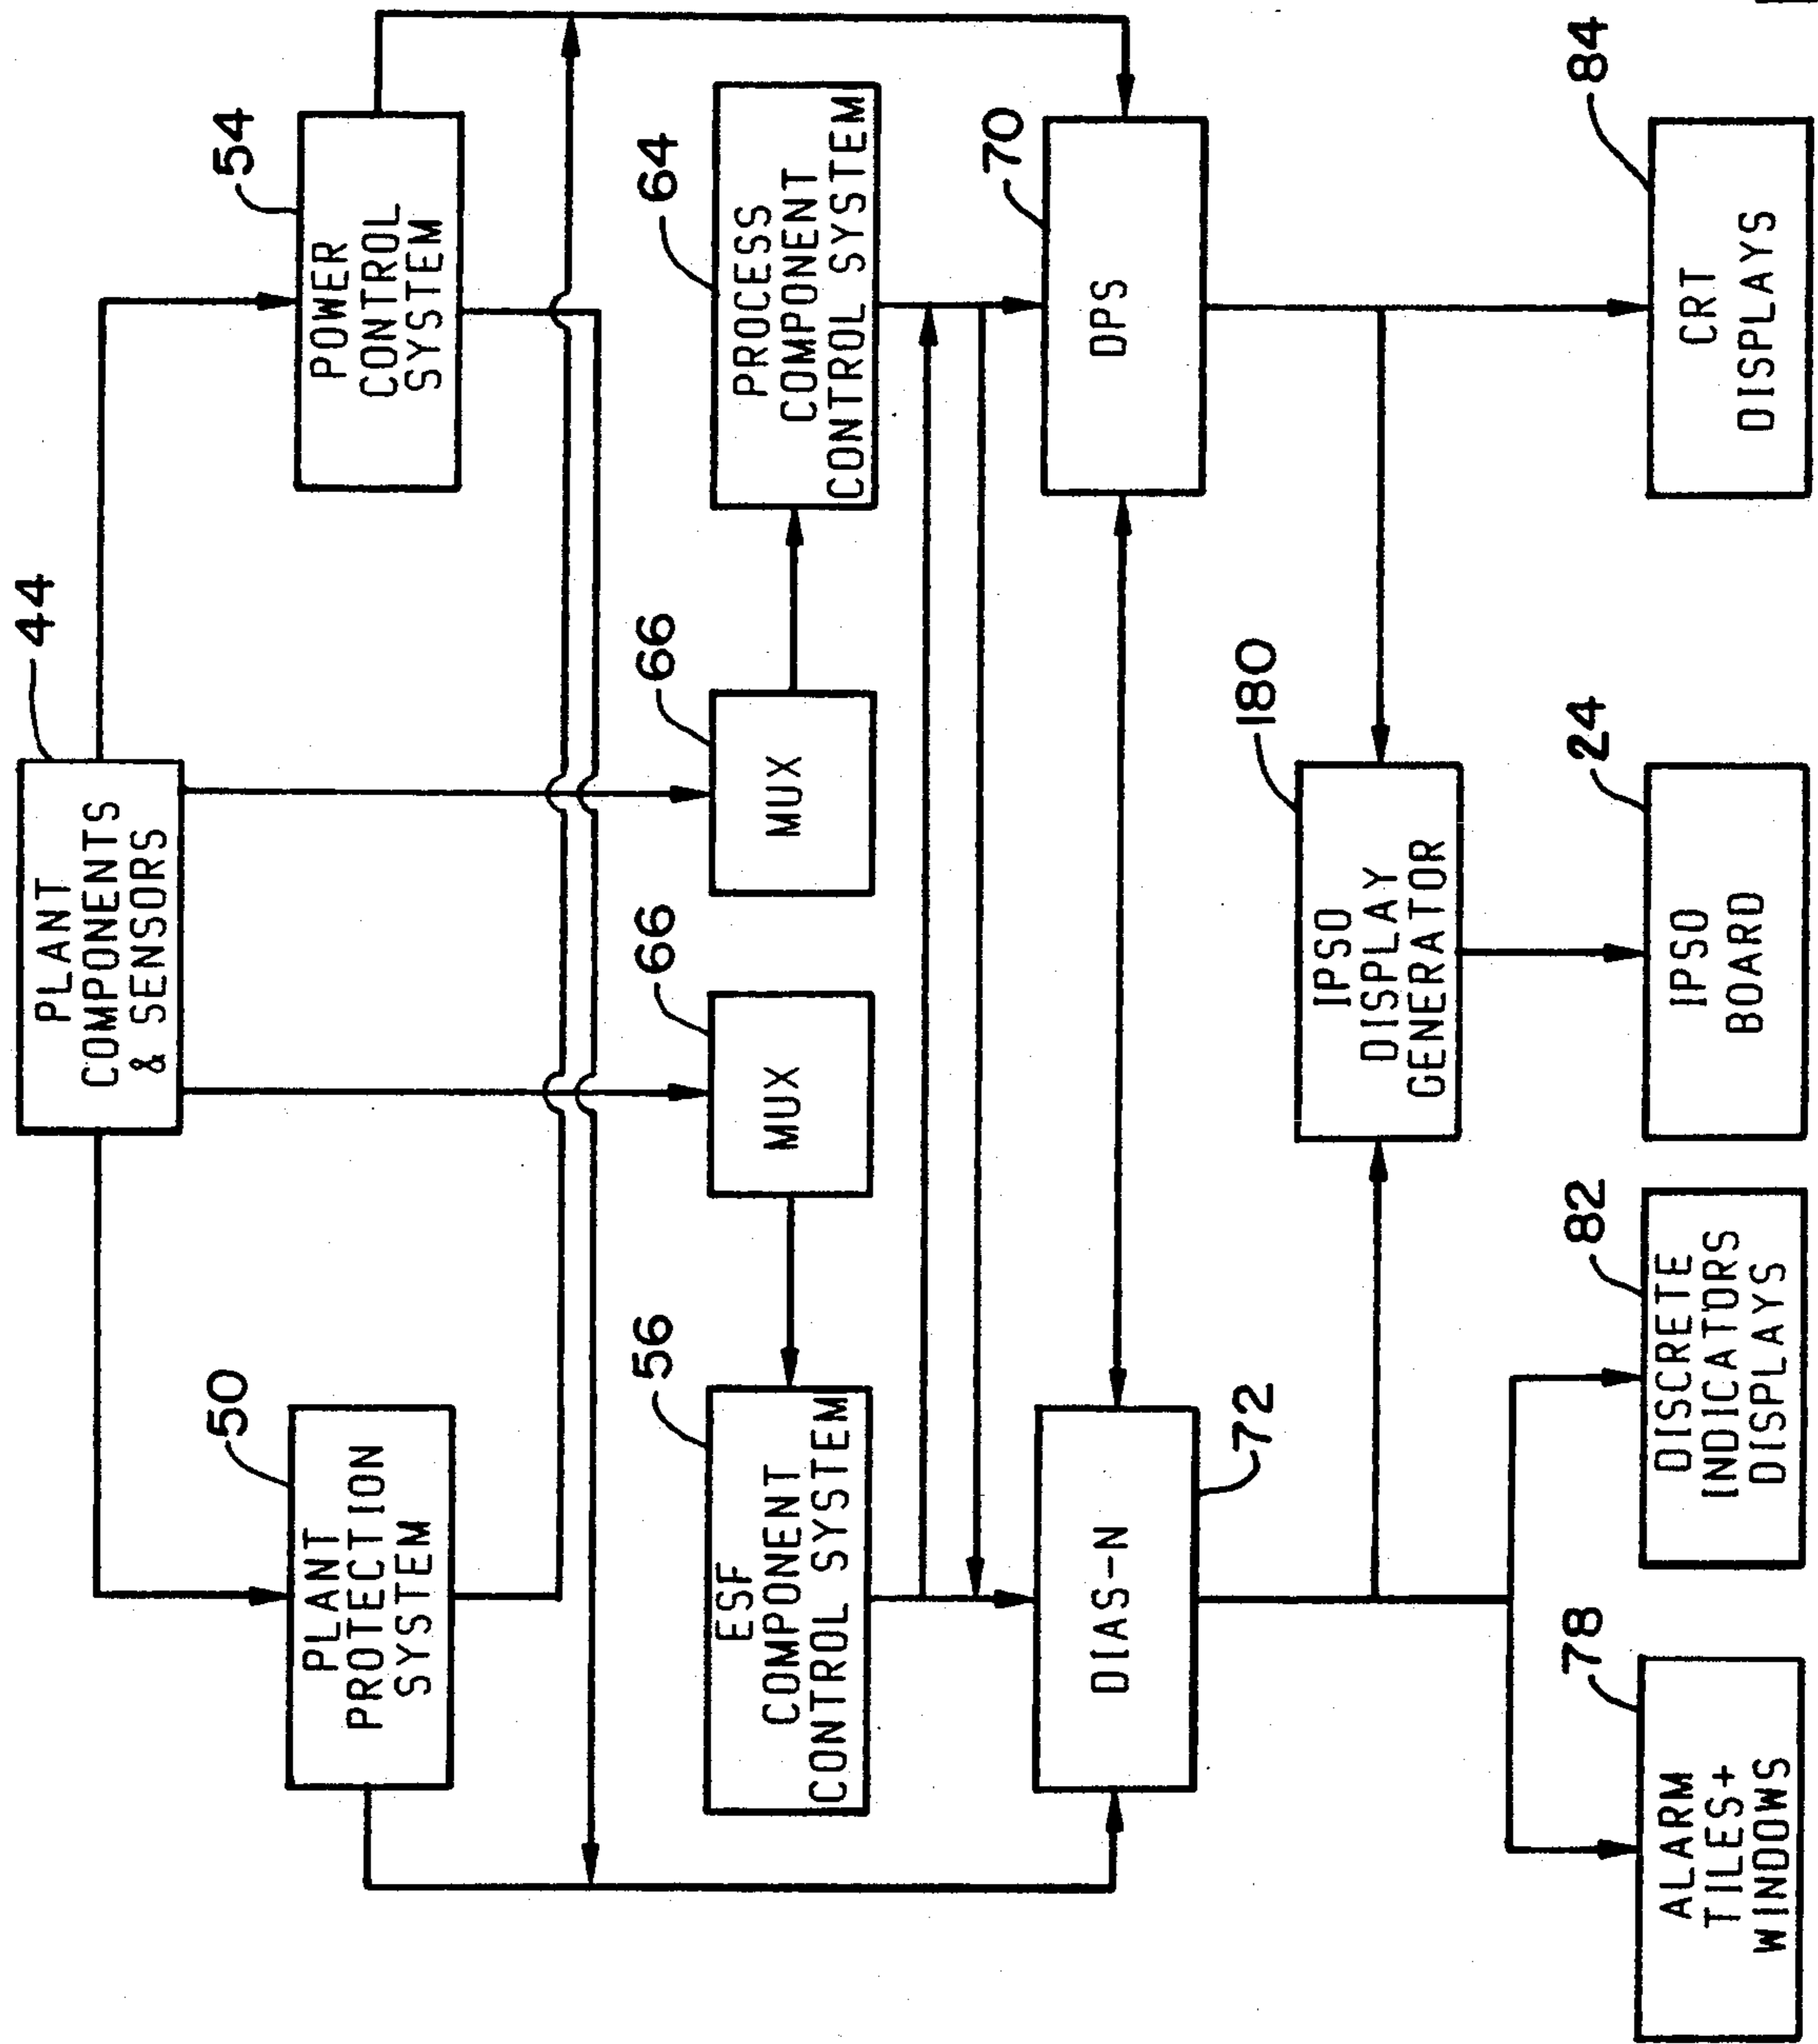 44
PLANT
COMPONENTS
& SENSORS
50
PLANT
PROTECTION
SYSTEM
54
POWER
CONTROL
SYSTEM
56
ESF
COMPONENT
CONTROL SYSTEM
66
MUX
66
MUX
64
PROCESS
COMPONENT
CONTROL SYSTEM
72
DIAS-N
70
DPS
180
IPSO
DISPLAY
GENERATOR
78
ALARM
TILES+
WINDOWS
82
DISCRETE
INDICATORS
DISPLAYS
24
IPSO
BOARD
84
CRT
DISPLAYS